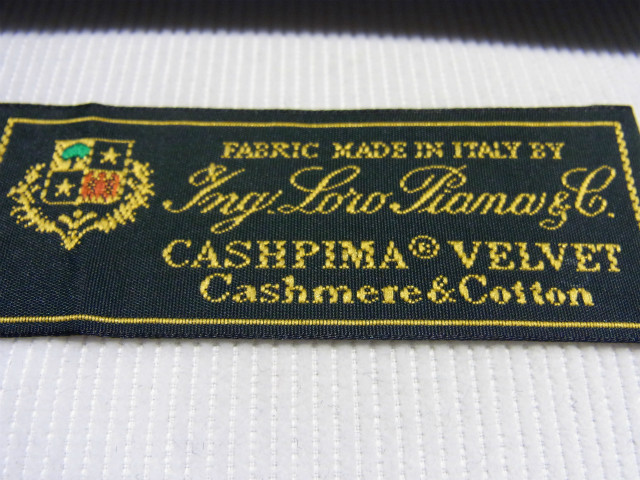 FABRIC MADE IN ITALY BY
Ing. Loro Piana & C.
CASHPIMA® VELVET
Cashmere & Cotton